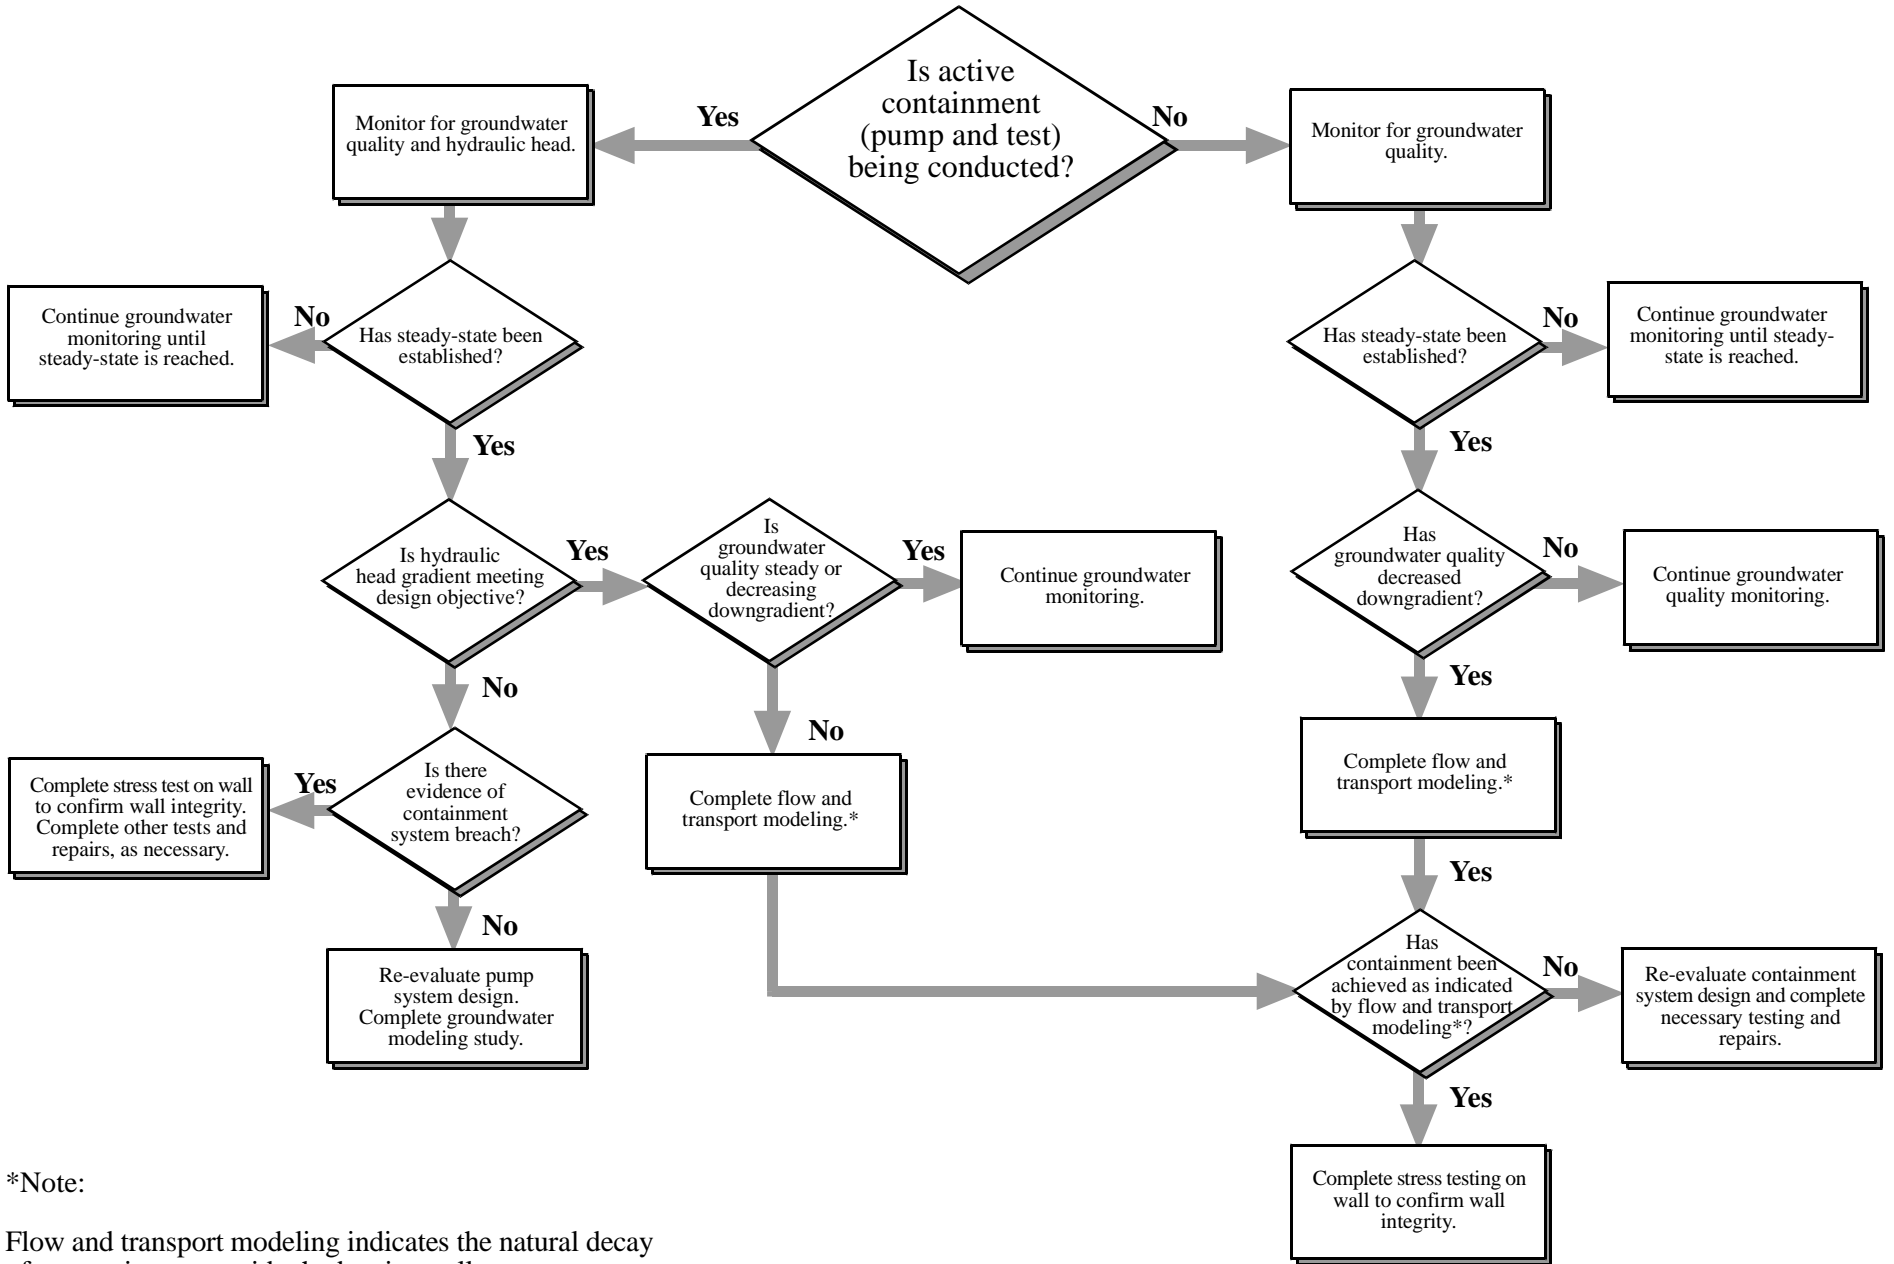 Is active
containment
(pump and test)
being conducted?
Yes
No
Monitor for groundwater
quality and hydraulic head.
Monitor for groundwater
quality.
Has steady-state been
established?
No
Continue groundwater
monitoring until
steady-state is reached.
Yes
Has steady-state been
established?
No
Continue groundwater
monitoring until steady-
state is reached.
Yes
Is hydraulic
head gradient meeting
design objective?
Yes
Is
groundwater
quality steady or
decreasing
downgradient?
Yes
Continue groundwater
monitoring.
Has
groundwater quality
decreased
downgradient?
No
Continue groundwater
quality monitoring.
No
No
Yes
Is there
evidence of
containment
system breach?
Yes
Complete stress test on wall
to confirm wall integrity.
Complete other tests and
repairs, as necessary.
Complete flow and
transport modeling.*
Complete flow and
transport modeling.*
Yes
No
Re-evaluate pump
system design.
Complete groundwater
modeling study.
Has
containment been
achieved as indicated
by flow and transport
modeling*?
No
Re-evaluate containment
system design and complete
necessary testing and
repairs.
Yes
Complete stress testing on
wall to confirm wall
integrity.
*Note:
Flow and transport modeling indicates the natural decay